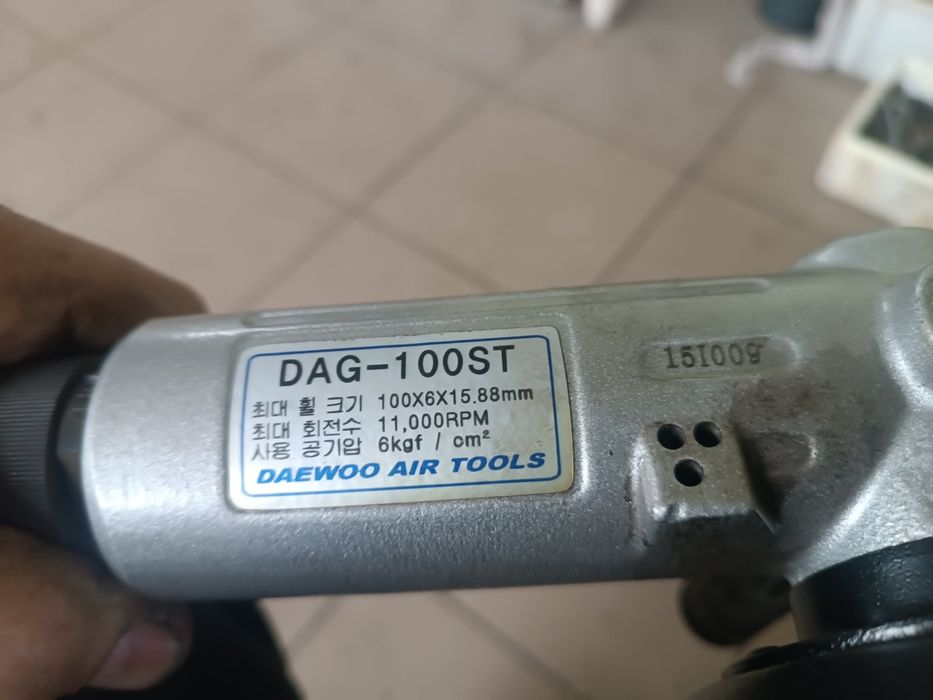 DAG-100ST
최대 휠 크기 100X6X15.88mm
최대 회전수 11,000RPM
사용 공기압 6kgf / cm²
DAEWOO AIR TOOLS
15I009